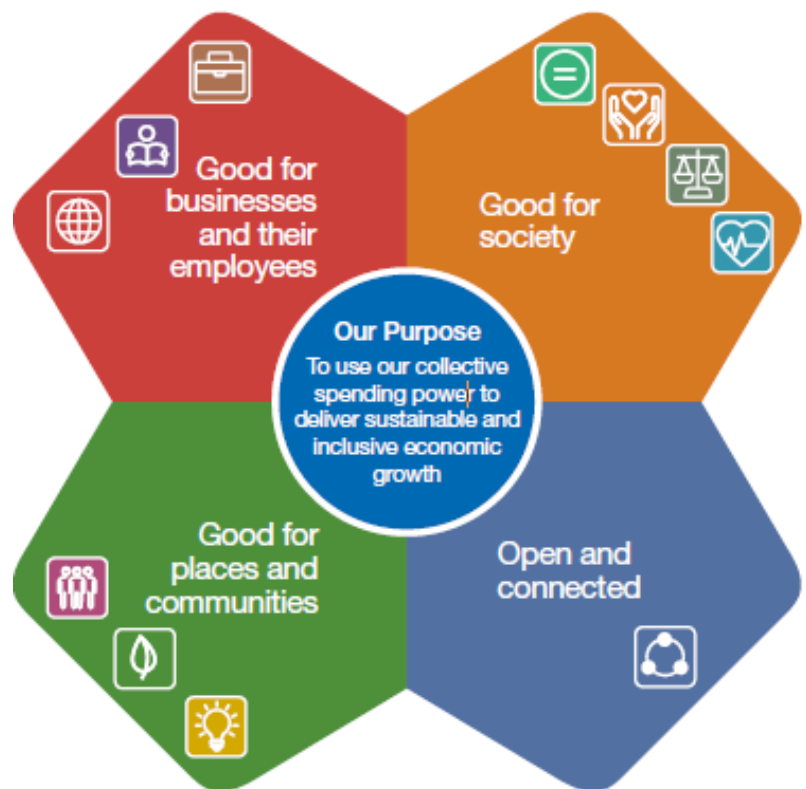 Good for
businesses
and their
employees
Good for
society
Our Purpose
To use our collective
spending power to
deliver sustainable and
inclusive economic
growth
Good for
places and
communities
Open and
connected